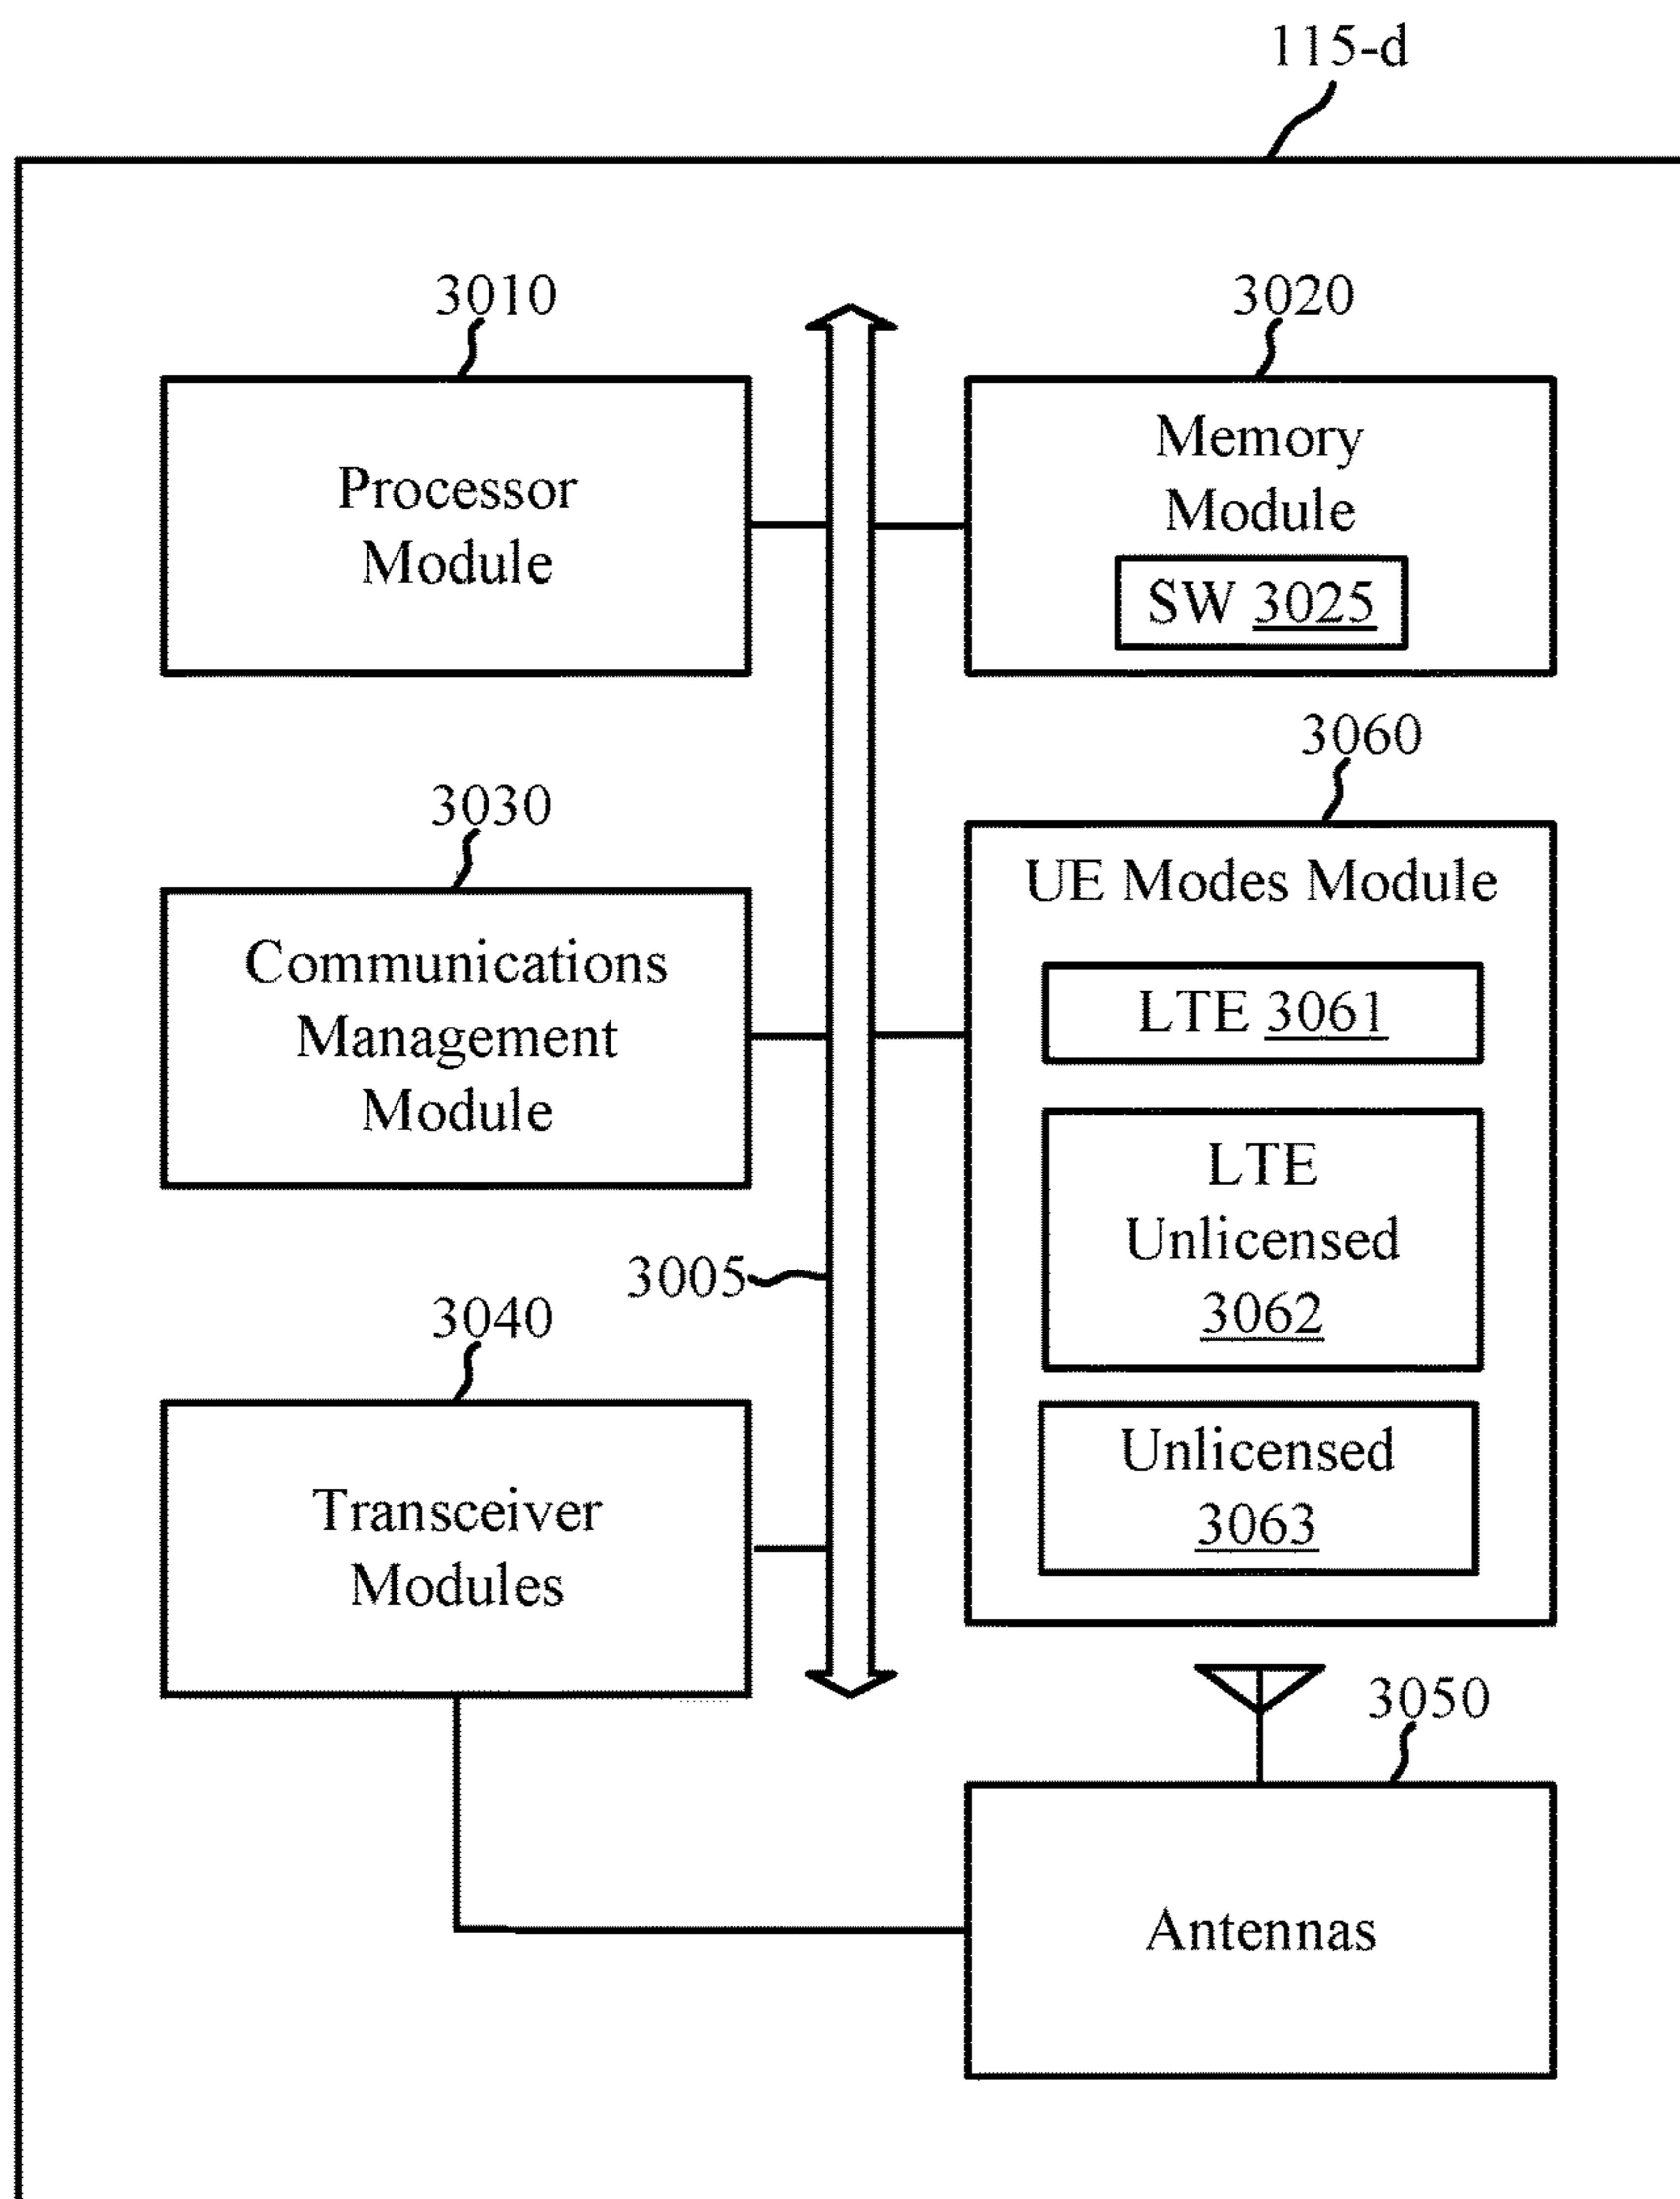 115-d
3010
Processor
Module
3020
Memory
Module
SW 3025
3030
Communications
Management
Module
3060
UE Modes Module
LTE 3061
LTE
Unlicensed
3062
Unlicensed
3063
3005
3040
Transceiver
Modules
3050
Antennas